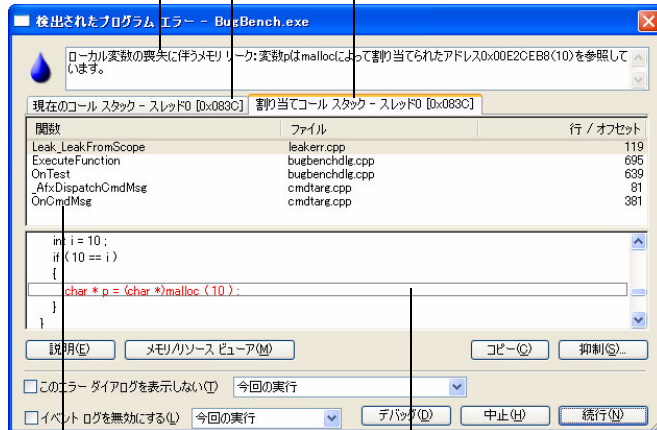 検出されたプログラム エラー - BugBench.exe
ローカル変数の喪失に伴うメモリ リーク:変数pはmallocによって割り当てられたアドレス0x00E2CEB8(10)を参照して
います。
現在のコール スタック - スレッド0 [0x083C] 割り当てコール スタック - スレッド0 [0x083C]
関数 ファイル 行 / オフセット
Leak_LeakFromScope leakerr.cpp 119
ExecuteFunction bugbenchdlg.cpp 695
OnTest bugbenchdlg.cpp 639
_AfxDispatchCmdMsg cmdtarg.cpp 81
OnCmdMsg cmdtarg.cpp 381
int i = 10 ;
if ( 10 == i )
{
char * p = (char *)malloc ( 10 ) ;
}
}
説明(E) メモリ/リソース ビューア(M) コピー(C) 抑制(S)...
このエラー ダイアログを表示しない(T) 今回の実行
イベント ログを無効にする(L) 今回の実行 デバッグ(D) 中止(H) 続行(N)